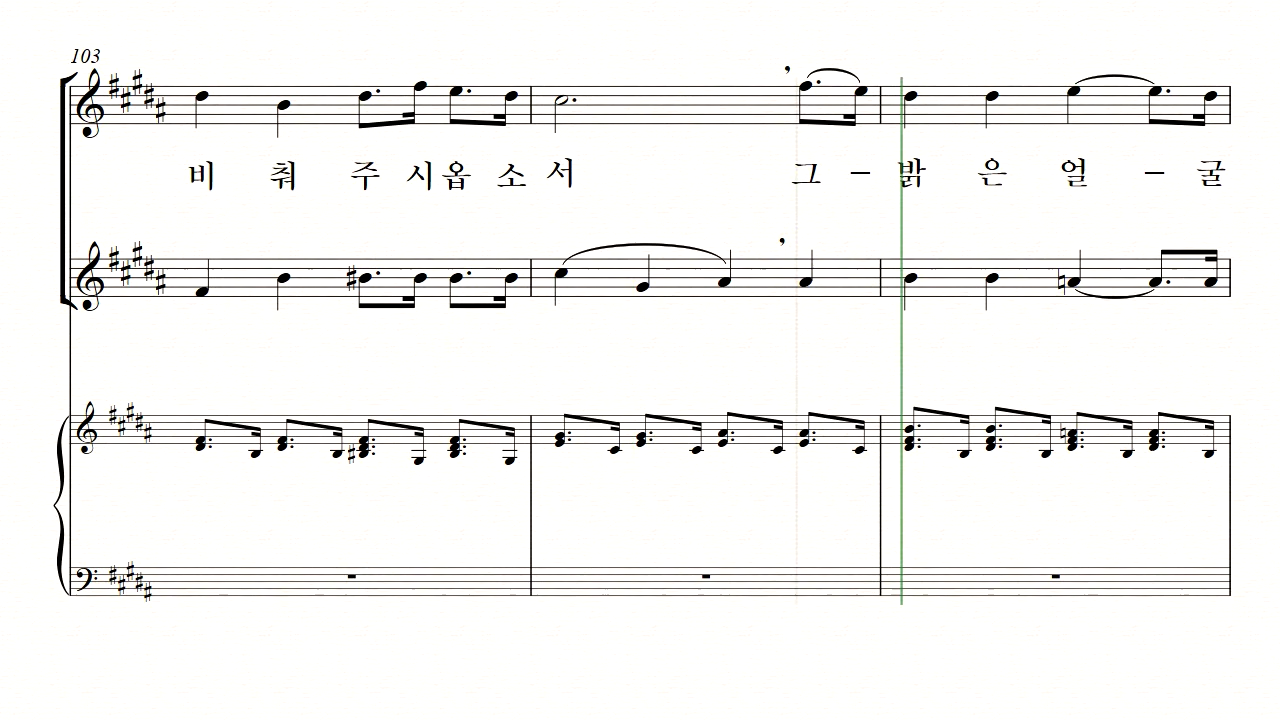 103
비 춰 주 시 옵 소 서 그 - 밝 은 얼 - 굴